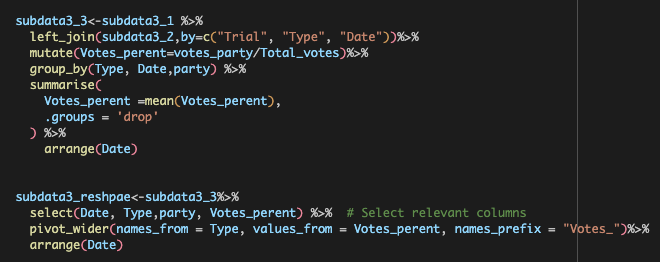 subdata3_3<-subdata3_1 %>%
  left_join(subdata3_2,by=c("Trial", "Type", "Date"))%>%
  mutate(Votes_perent=votes_party/Total_votes)%>%
  group_by(Type, Date,party) %>%
  summarise(
    Votes_perent =mean(Votes_perent),
    .groups = 'drop'
  ) %>%
    arrange(Date)
subdata3_reshpae<-subdata3_3%>%
  select(Date, Type,party, Votes_perent) %>%  # Select relevant columns
  pivot_wider(names_from = Type, values_from = Votes_perent, names_prefix = "Votes_")%>%
  arrange(Date)